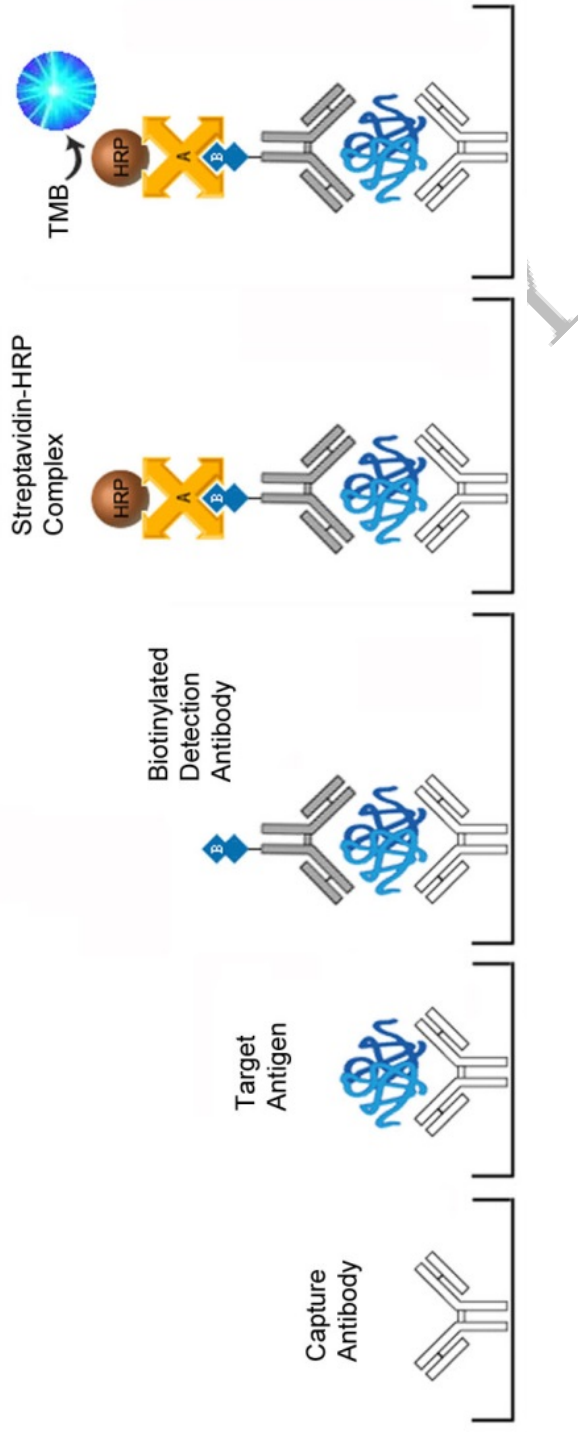 Capture
Antibody
Target
Antigen
Biotinylated
Detection
Antibody
B
Streptavidin-HRP
Complex
HRP
A
B
TMB
HRP
A
B